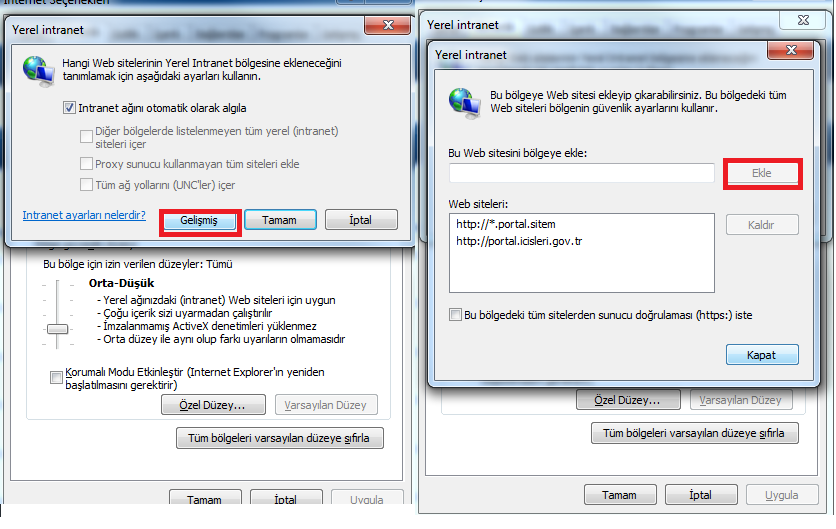 İnternet Seçenekleri
Yerel intranet
Hangi Web sitelerinin Yerel Intranet bölgesine ekleneceğini
tanımlamak için aşağıdaki ayarları kullanın.
Intranet ağını otomatik olarak algıla
Diğer bölgelerde listelenmeyen tüm yerel (intranet)
siteleri içer
Proxy sunucu kullanmayan tüm siteleri ekle
Tüm ağ yollarını (UNC'ler) içer
Intranet ayarları nelerdir?
Gelişmiş
Tamam
İptal
Bu bölge için izin verilen düzeyler: Tümü
Orta-Düşük
- Yerel ağınızdaki (intranet) Web siteleri için uygun
- Çoğu içerik sizi uyarmadan çalıştırılır
- İmzalanmamış ActiveX denetimleri yüklenmez
- Orta düzey ile aynı olup farkı uyarıların olmamasıdır
Korumalı Modu Etkinleştir (Internet Explorer'ın yeniden
başlatılmasını gerektirir)
Özel Düzey...
Varsayılan Düzey
Tüm bölgeleri varsayılan düzeye sıfırla
Tamam
İptal
Uygula
Yerel intranet
Yerel intranet
Bu bölgeye Web sitesi ekleyip çıkarabilirsiniz. Bu bölgedeki tüm
Web siteleri bölgenin güvenlik ayarlarını kullanır.
Bu Web sitesini bölgeye ekle:
Ekle
Web siteleri:
http://*.portal.sitem
http://portal.icisleri.gov.tr
Kaldır
Bu bölgedeki tüm sitelerden sunucu doğrulaması (https:) iste
Kapat
Özel Düzey...
Varsayılan Düzey
Tüm bölgeleri varsayılan düzeye sıfırla
Tamam
İptal
Uygula